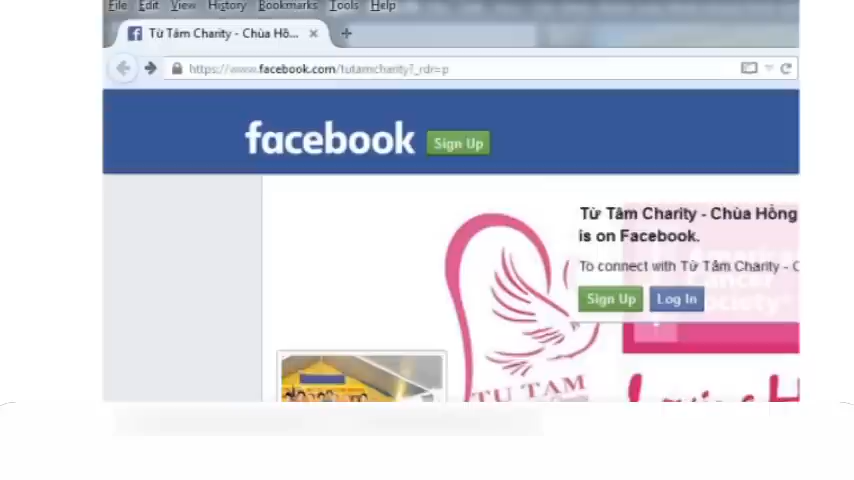 File Edit View History Bookmarks Tools Help
Từ Tâm Charity - Chùa Hồ... × +
https://www.facebook.com/tutamcharity?_rdr=p
facebook Sign Up
Từ Tâm Charity - Chùa Hồng
is on Facebook.
To connect with Từ Tâm Charity - C
Cancer
Society
Sign Up Log In
TU TAM